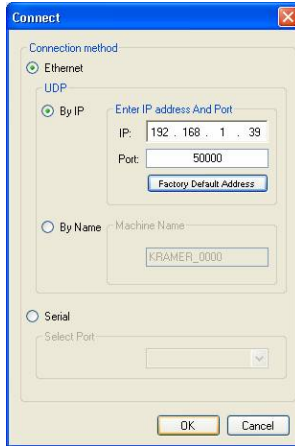 Connect
Connection method
Ethernet
UDP
By IP
Enter IP address And Port
IP: 192 . 168 . 1 . 39
Port: 50000
Factory Default Address
By Name
Machine Name
KRAMER_0000
Serial
Select Port
OK Cancel